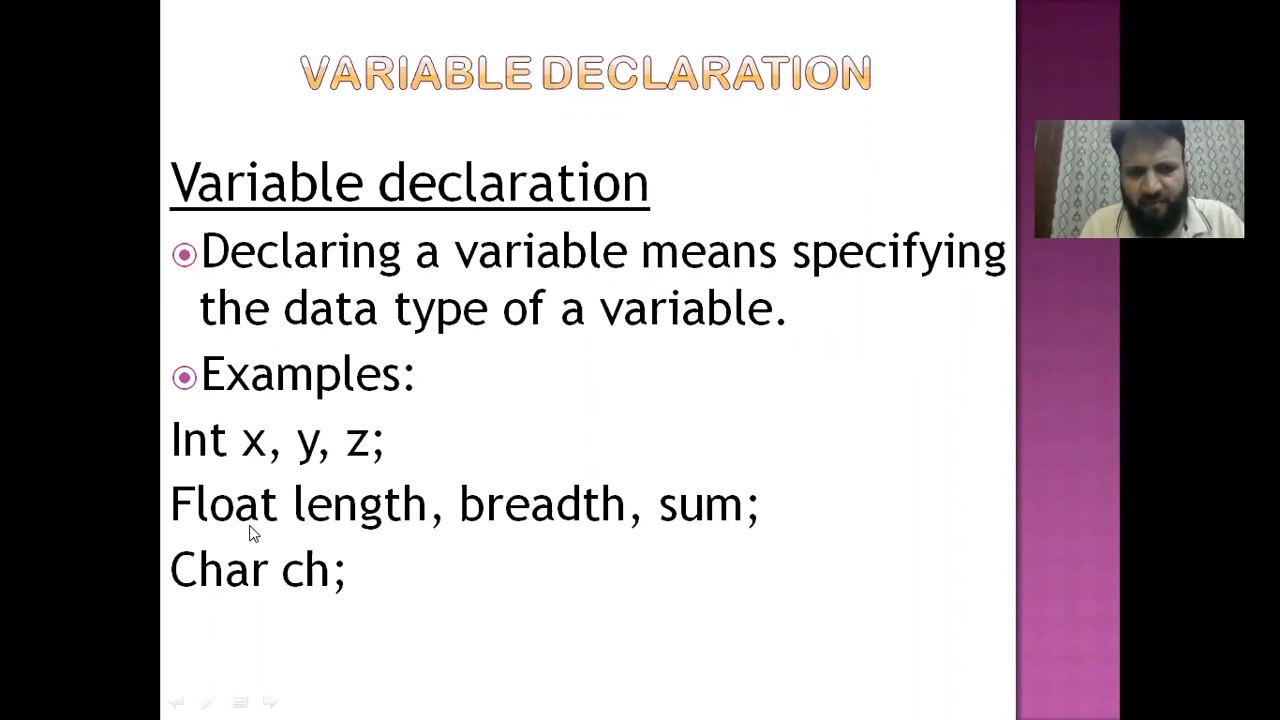 VARIABLE DECLARATION
Variable declaration
Declaring a variable means specifying
the data type of a variable.
Examples:
Int x, y, z;
Float length, breadth, sum;
Char ch;